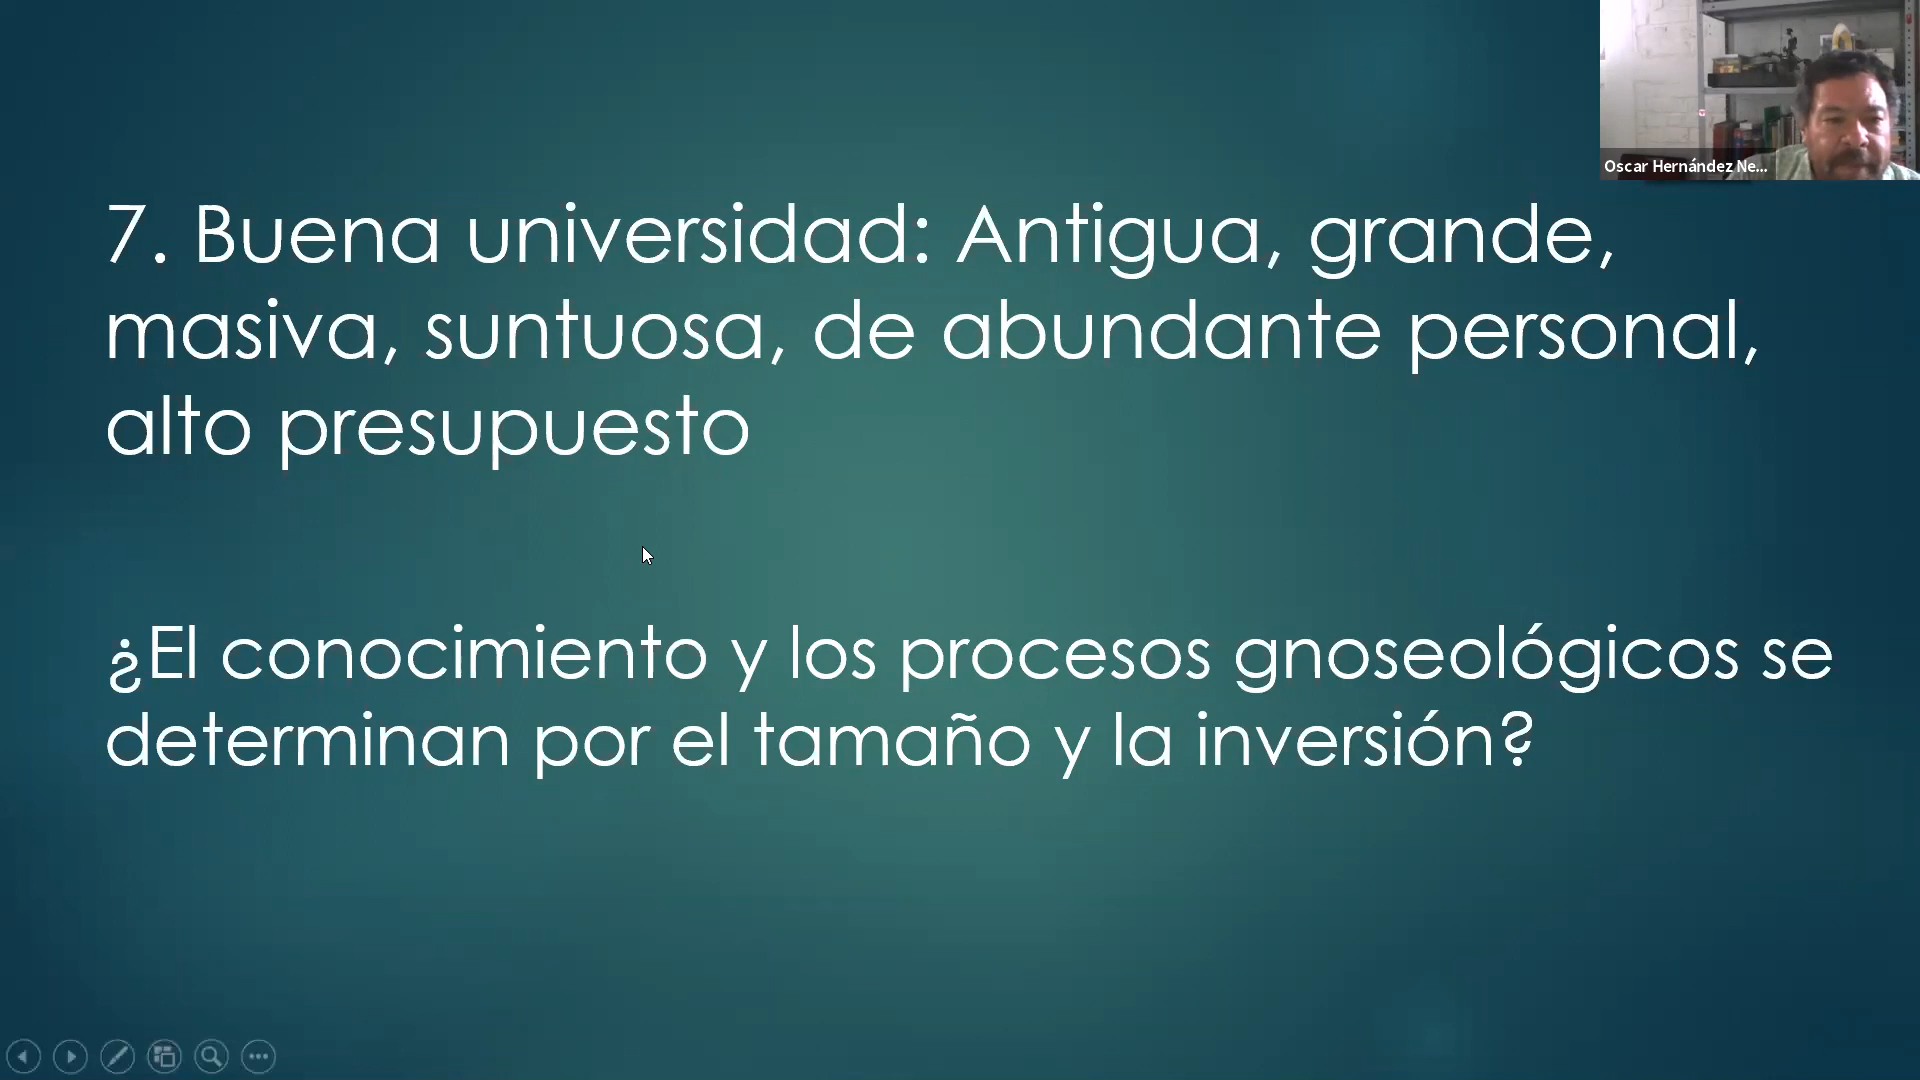 Oscar Hernández Ne...
7. Buena universidad: Antigua, grande,
masiva, suntuosa, de abundante personal,
alto presupuesto
¿El conocimiento y los procesos gnoseológicos se
determinan por el tamaño y la inversión?